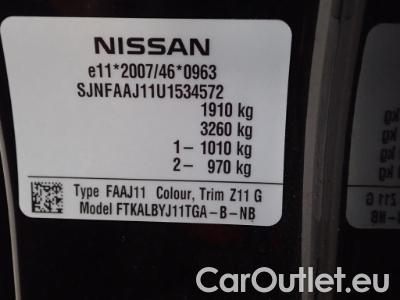 NISSAN
e11*2007/46*0963
SJNFAAJ11U1534572
1910 kg
3260 kg
1- 1010 kg
2- 970 kg
Type FAAJ11 Colour, Trim Z11 G
Model FTKALBYJ11TGA-B-NB
CarOutlet.eu